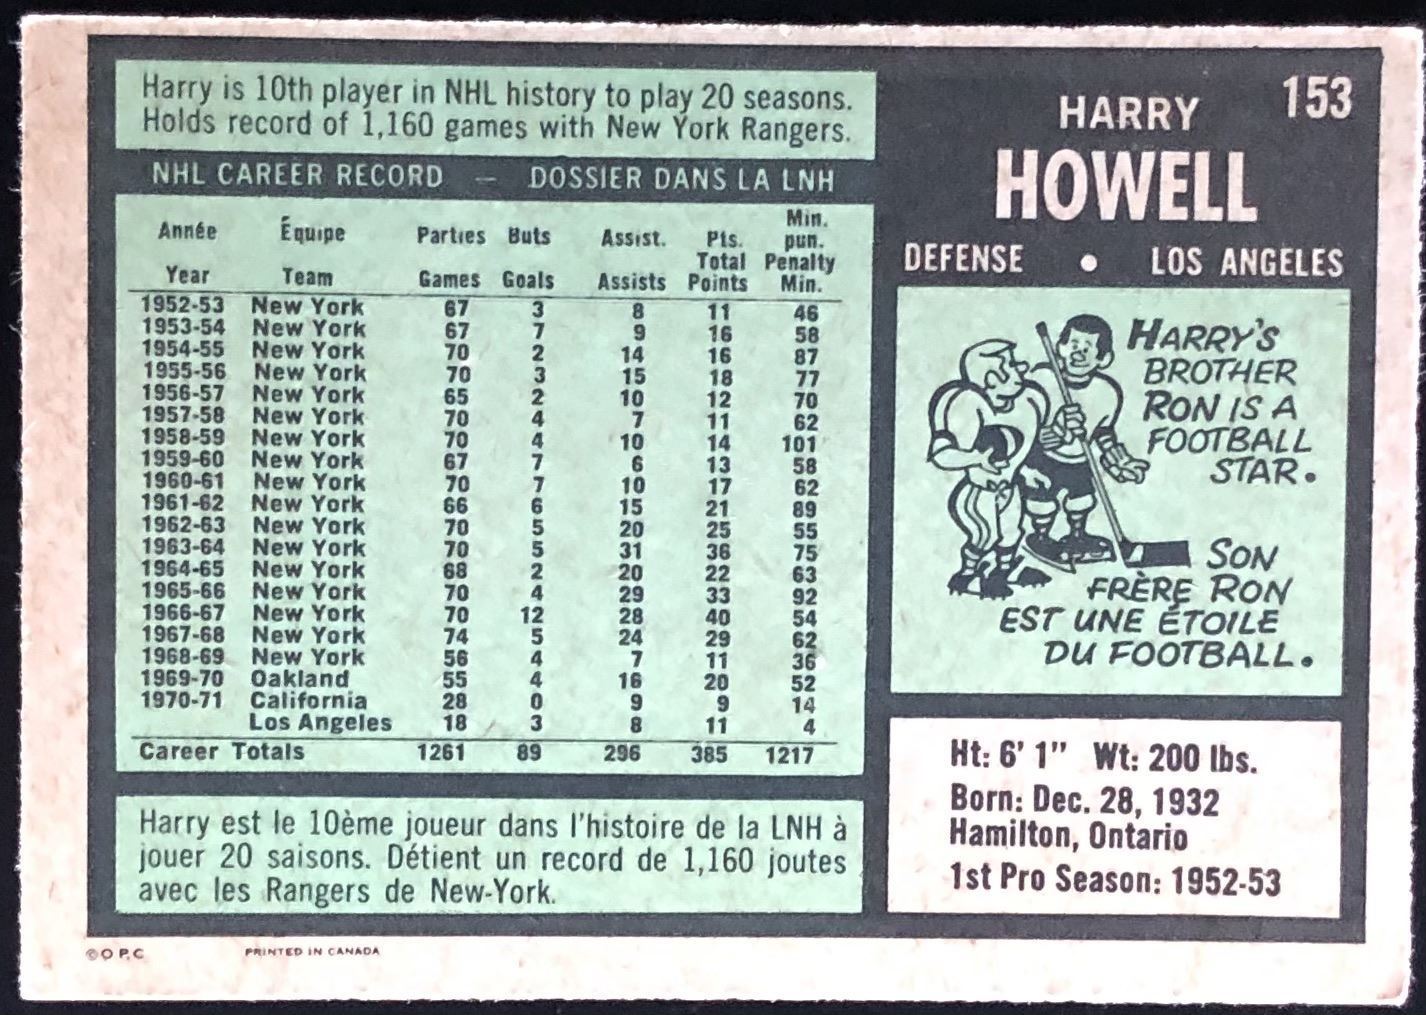 Harry is 10th player in NHL history to play 20 seasons.
Holds record of 1,160 games with New York Rangers.
NHL CAREER RECORD — DOSSIER DANS LA LNH
Année Équipe Parties Buts Assist. Pts. Min. pun.
Year Team Games Goals Assists Total Points Penalty Min.
1952-53 New York 67 3 8 11 46
1953-54 New York 67 7 9 16 58
1954-55 New York 70 2 14 16 87
1955-56 New York 70 3 15 18 77
1956-57 New York 65 2 10 12 70
1957-58 New York 70 4 7 11 62
1958-59 New York 70 4 10 14 101
1959-60 New York 67 7 6 13 58
1960-61 New York 70 7 10 17 62
1961-62 New York 66 6 15 21 89
1962-63 New York 70 5 20 25 55
1963-64 New York 70 5 31 36 75
1964-65 New York 68 2 20 22 63
1965-66 New York 70 4 29 33 92
1966-67 New York 70 12 28 40 54
1967-68 New York 74 5 24 29 62
1968-69 New York 56 4 7 11 36
1969-70 Oakland 55 4 16 20 52
1970-71 California 28 0 9 9 14
Los Angeles 18 3 8 11 4
Career Totals 1261 89 296 385 1217
Harry est le 10ème joueur dans l'histoire de la LNH à
jouer 20 saisons. Détient un record de 1,160 joutes
avec les Rangers de New-York.
153
HARRY
HOWELL
DEFENSE • LOS ANGELES
HARRY'S
BROTHER
RON IS A
FOOTBALL
STAR.
SON
FRÈRE RON
EST UNE ÉTOILE
DU FOOTBALL.
Ht: 6' 1" Wt: 200 lbs.
Born: Dec. 28, 1932
Hamilton, Ontario
1st Pro Season: 1952-53
©O.P.C. PRINTED IN CANADA